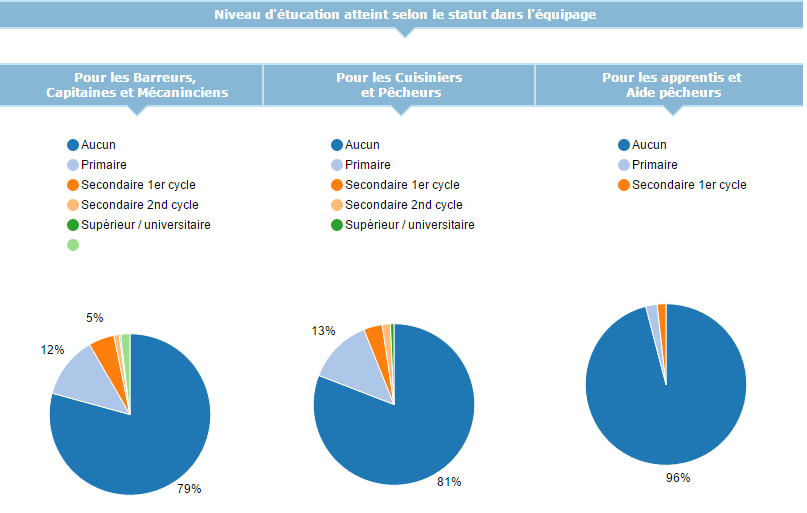 Niveau d'étucation atteint selon le statut dans l'équipage
Pour les Barreurs,
Capitaines et Mécaninciens
Pour les Cuisiniers
et Pêcheurs
Pour les apprentis et
Aide pêcheurs
Aucun
Primaire
Secondaire 1er cycle
Secondaire 2nd cycle
Supérieur / universitaire
Aucun
Primaire
Secondaire 1er cycle
Secondaire 2nd cycle
Supérieur / universitaire
Aucun
Primaire
Secondaire 1er cycle
5%
12%
79%
13%
81%
96%